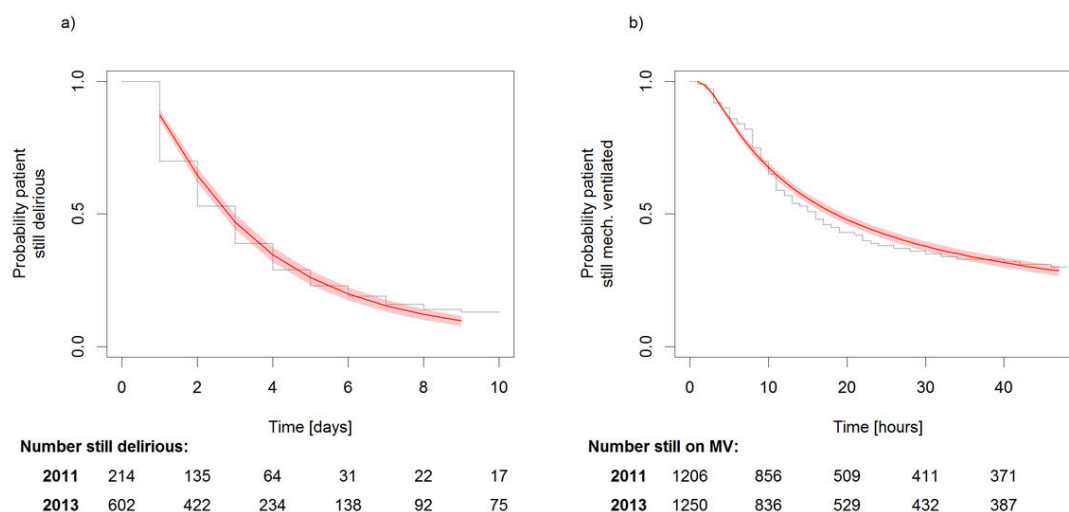 a)
Probability patient
still delirious
1.0
0.5
0.0
0 2 4 6 8 10
Time [days]
Number still delirious:
2011 214 135 64 31 22 17
2013 602 422 234 138 92 75
b)
Probability patient
still mech. ventilated
1.0
0.5
0.0
0 10 20 30 40
Time [hours]
Number still on MV:
2011 1206 856 509 411 371
2013 1250 836 529 432 387